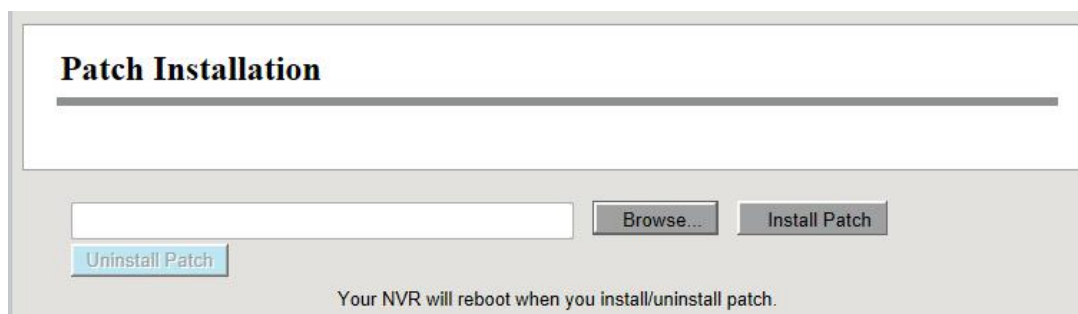 Patch Installation
Browse...
Install Patch
Uninstall Patch
Your NVR will reboot when you install/uninstall patch.